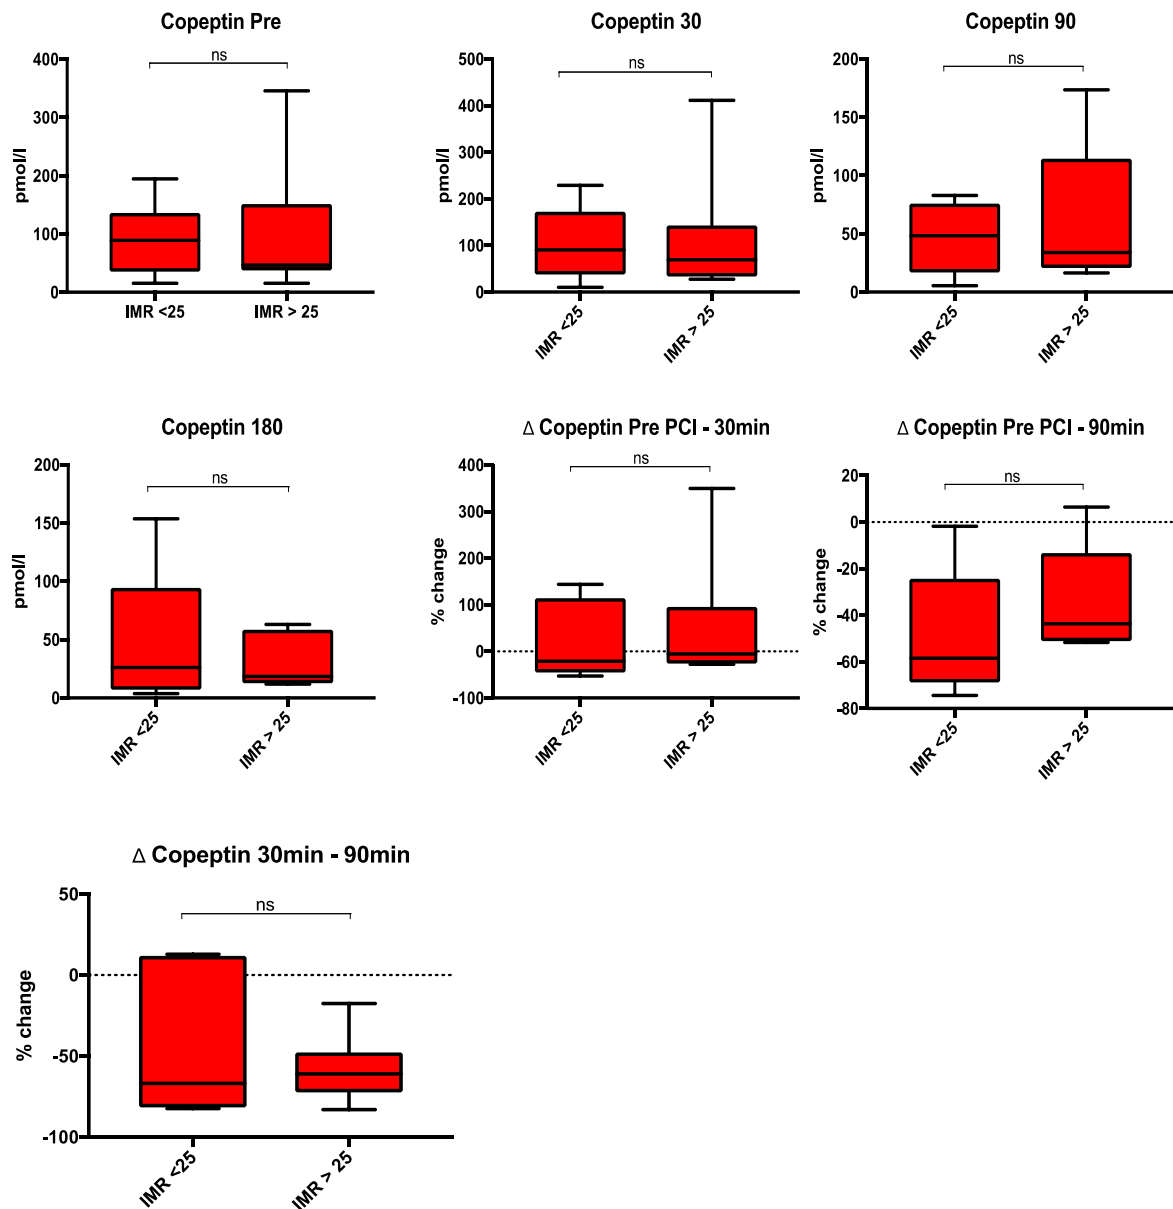 Copeptin Pre
ns
400
300
200
100
0
pmol/l
IMR <25
IMR > 25
Copeptin 30
ns
500
400
300
200
100
0
pmol/l
IMR <25
IMR > 25
Copeptin 90
ns
200
150
100
50
0
pmol/l
IMR <25
IMR > 25
Copeptin 180
ns
200
150
100
50
0
pmol/l
IMR <25
IMR > 25
Δ Copeptin Pre PCI - 30min
ns
400
300
200
100
0
-100
% change
IMR <25
IMR > 25
Δ Copeptin Pre PCI - 90min
ns
20
0
-20
-40
-60
-80
% change
IMR <25
IMR > 25
Δ Copeptin 30min - 90min
ns
50
0
-50
-100
% change
IMR <25
IMR > 25